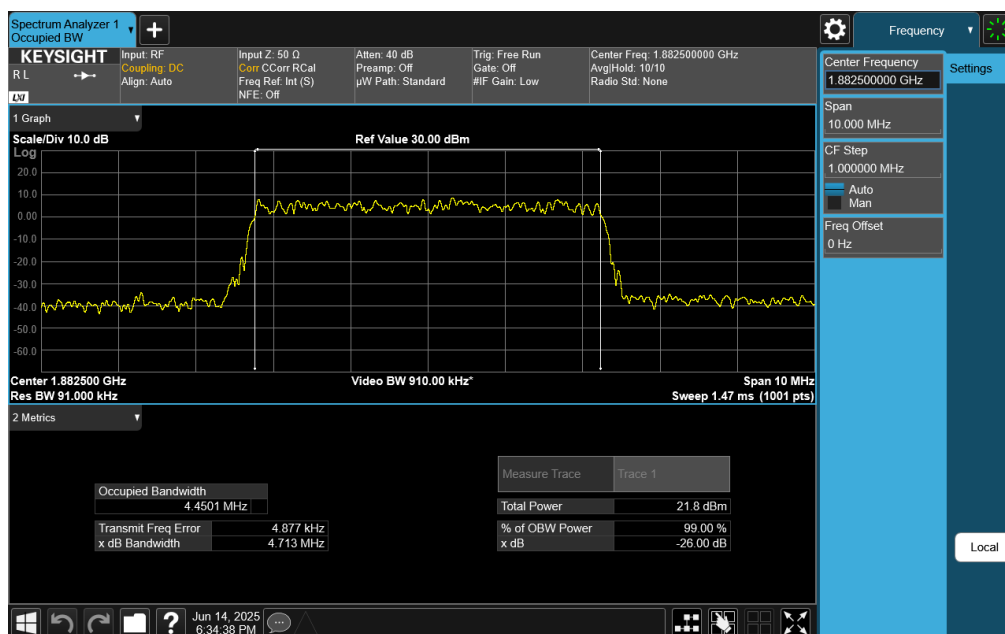 Spectrum Analyzer 1
Occupied BW
Frequency
KEYSIGHT
R L
LXI
Input: RF
Coupling: DC
Align: Auto
Input Z: 50 Ω
Corr CCorr RCal
Freq Ref: Int (S)
NFE: Off
Atten: 40 dB
Preamp: Off
µW Path: Standard
Trig: Free Run
Gate: Off
#IF Gain: Low
Center Freq: 1.882500000 GHz
Avg|Hold: 10/10
Radio Std: None
Center Frequency
1.882500000 GHz
Settings
Span
10.000 MHz
CF Step
1.000000 MHz
Auto
Man
Freq Offset
0 Hz
Local
1 Graph
Scale/Div 10.0 dB
Ref Value 30.00 dBm
Log
20.0
10.0
0.00
-10.0
-20.0
-30.0
-40.0
-50.0
-60.0
Center 1.882500 GHz
Video BW 910.00 kHz*
Span 10 MHz
Res BW 91.000 kHz
Sweep 1.47 ms (1001 pts)
2 Metrics
Measure Trace
Trace 1
Occupied Bandwidth
4.4501 MHz
Total Power
21.8 dBm
Transmit Freq Error
4.877 kHz
% of OBW Power
99.00 %
x dB Bandwidth
4.713 MHz
x dB
-26.00 dB
?
Jun 14, 2025
6:34:38 PM